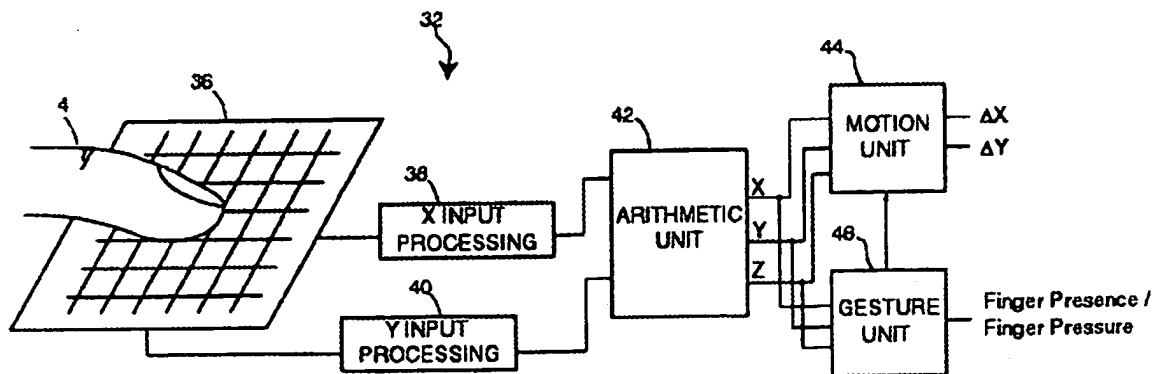 32
44
36
4
42
MOTION
UNIT
ΔX
ΔY
38
X INPUT
PROCESSING
X
ARITHMETIC
UNIT
Y
Z
46
40
Y INPUT
PROCESSING
GESTURE
UNIT
Finger Presence /
Finger Pressure